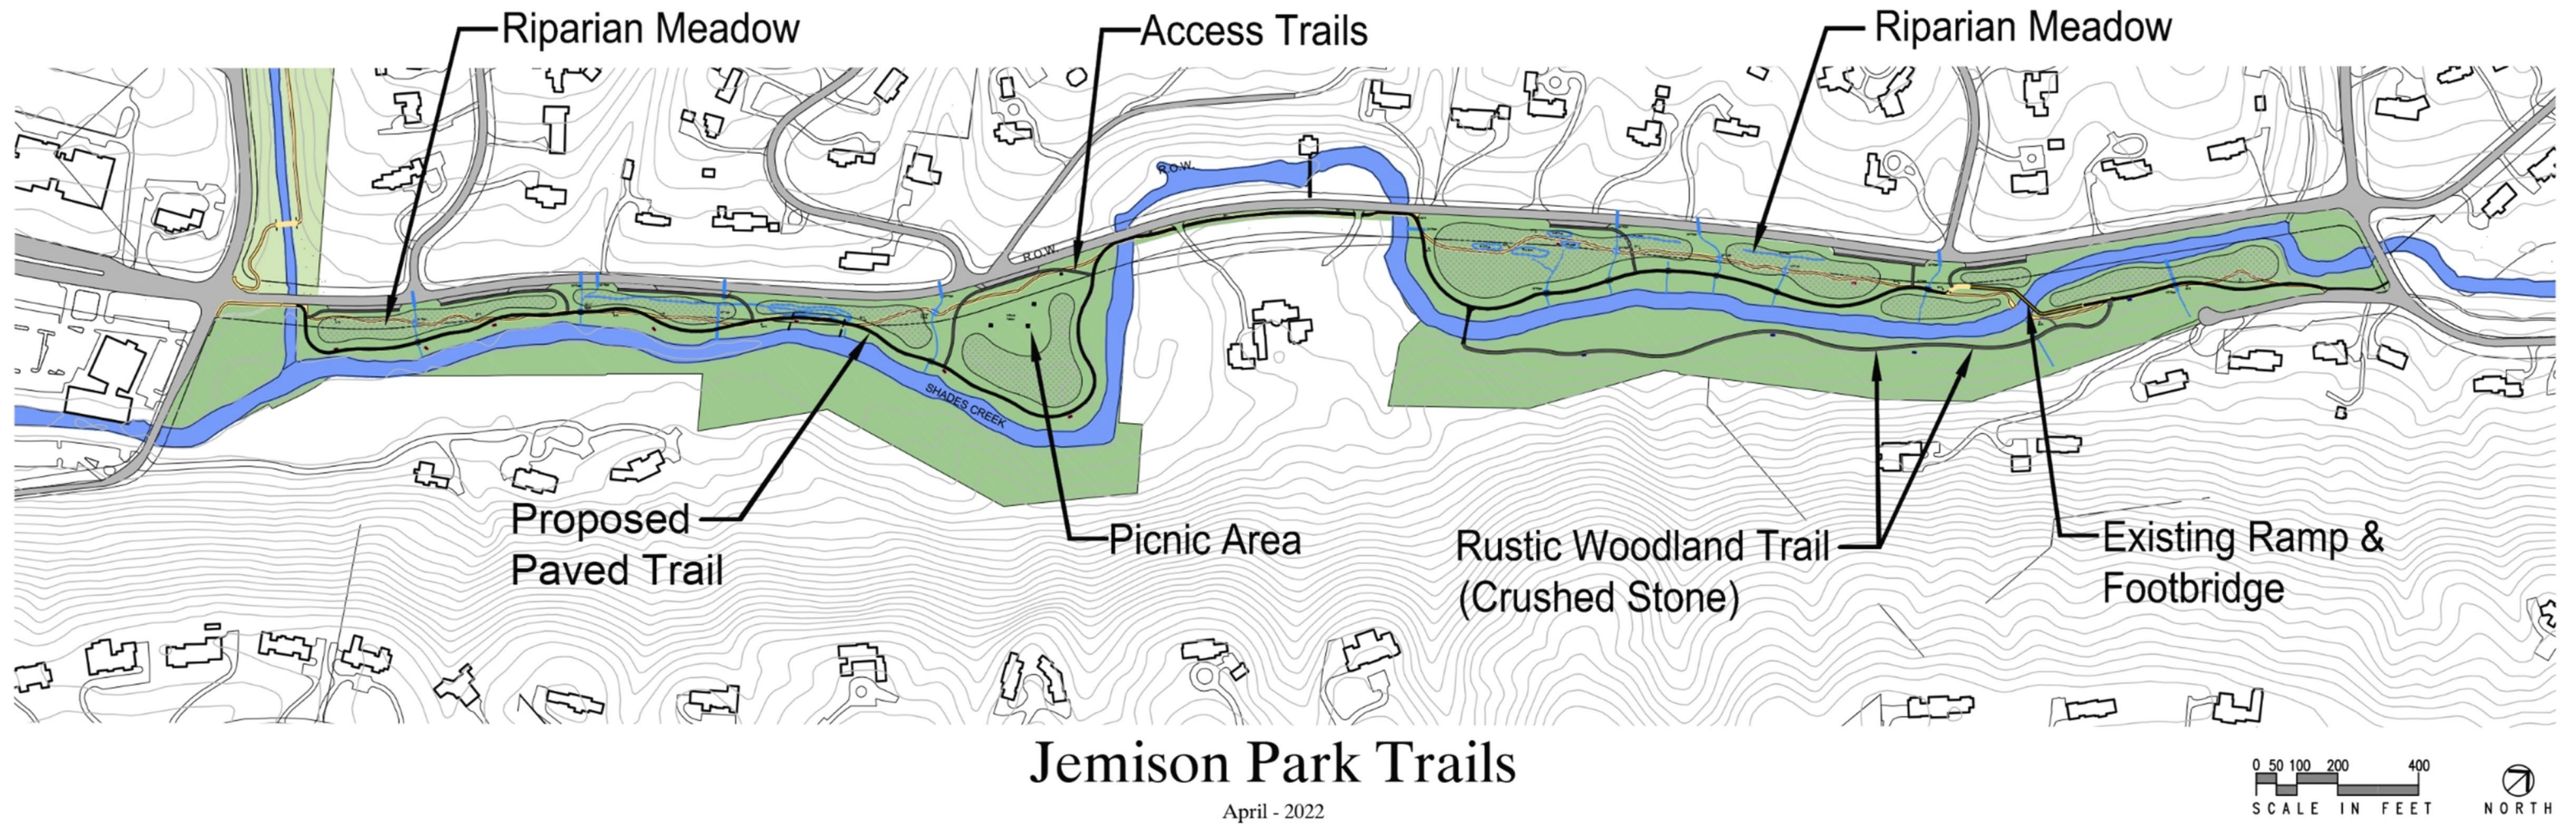 Riparian Meadow
Access Trails
Riparian Meadow
R.O.W.
R.O.W.
SHADES CREEK
Proposed
Paved Trail
Picnic Area
Rustic Woodland Trail
(Crushed Stone)
Existing Ramp &
Footbridge
Jemison Park Trails
April - 2022
0 50 100 200 400
SCALE IN FEET
NORTH